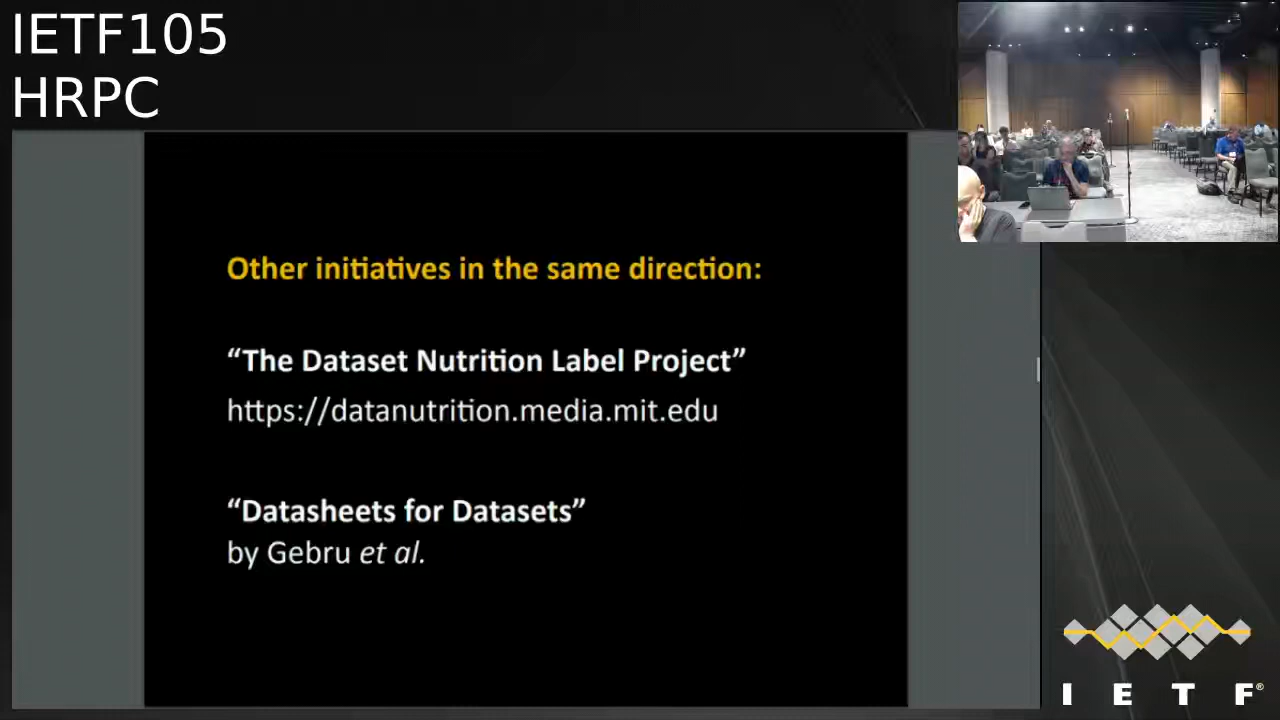 IETF105
HRPC
Other initiatives in the same direction:
“The Dataset Nutrition Label Project”
https://datanutrition.media.mit.edu
“Datasheets for Datasets”
by Gebru et al.
I E T F®